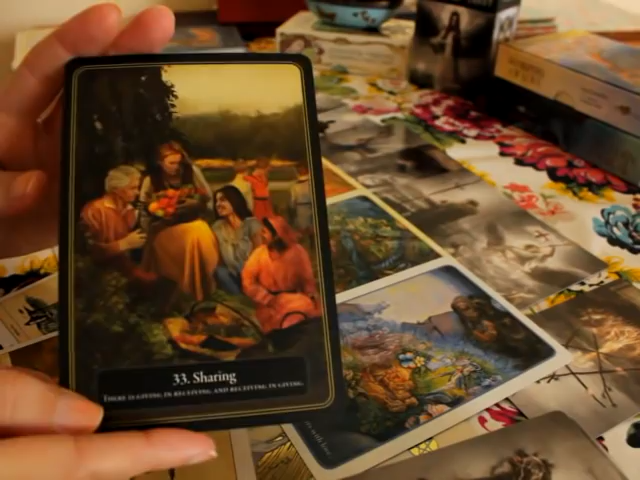 33. Sharing
There is giving in receiving, and receiving in giving.